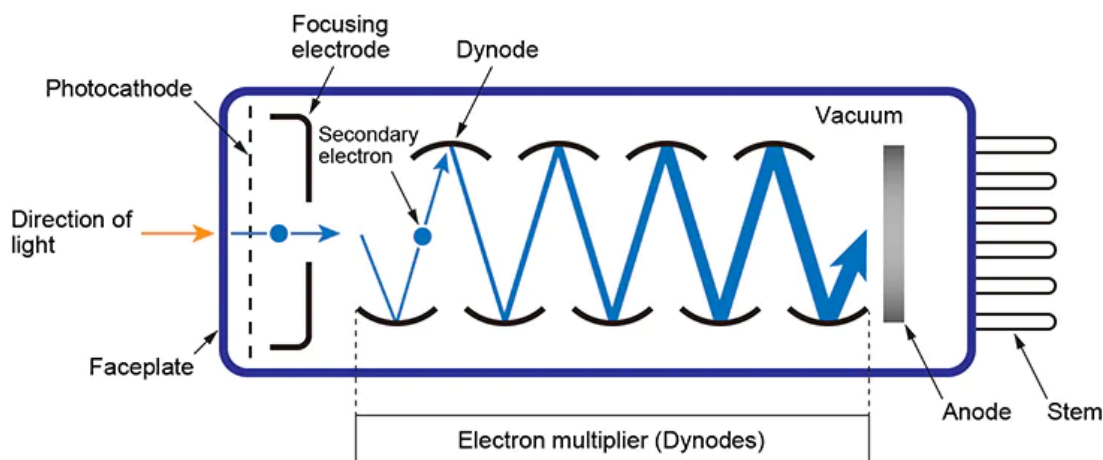 Focusing
electrode
Dynode
Photocathode
Secondary
electron
Vacuum
Direction of
light
Faceplate
Anode
Stem
Electron multiplier (Dynodes)